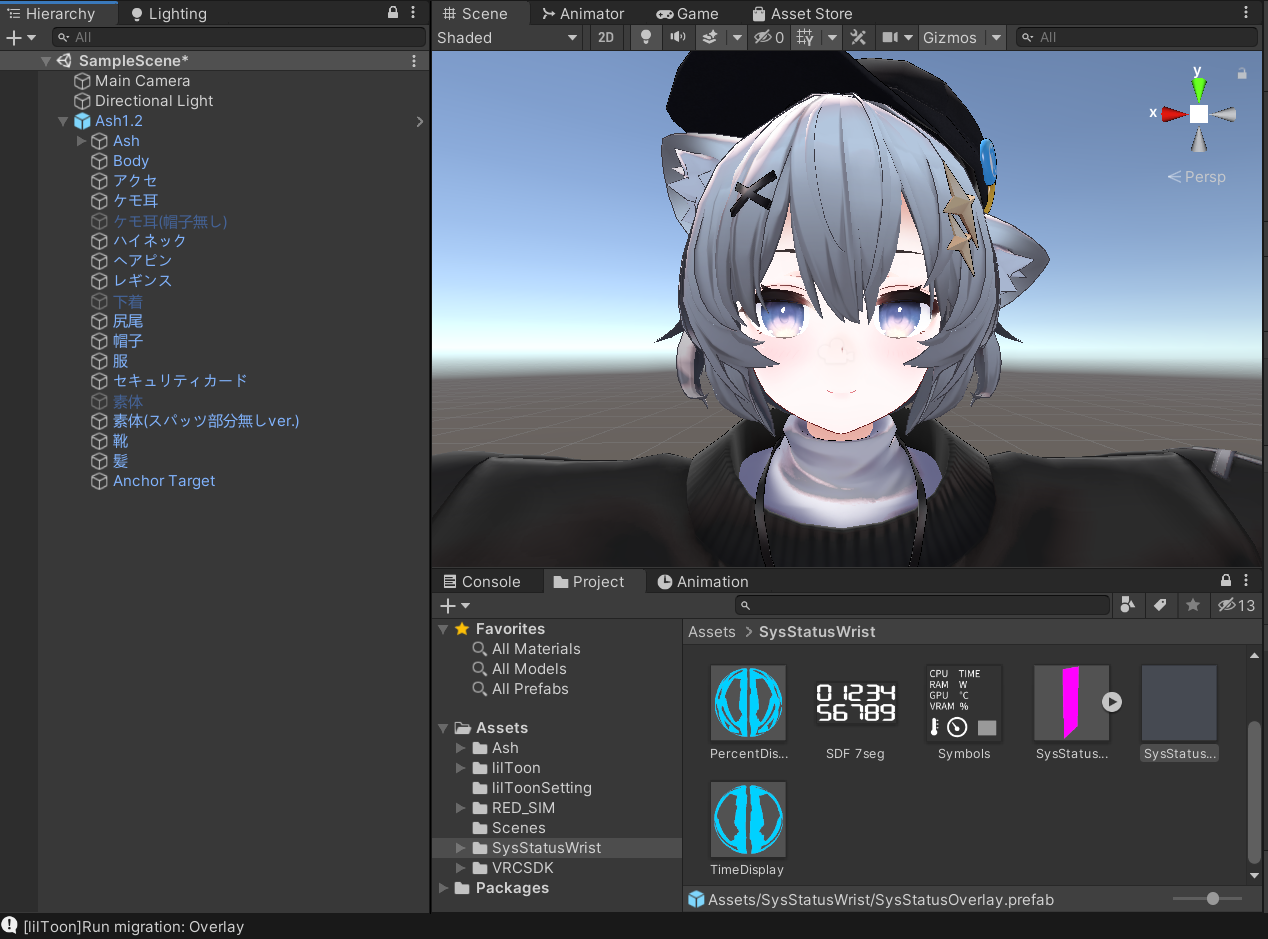 Hierarchy
Lighting
All
SampleScene*
Main Camera
Directional Light
Ash1.2
Ash
Body
アクセ
ケモ耳
ケモ耳(帽子無し)
ハイネック
ヘアピン
レギンス
下着
尻尾
帽子
服
セキュリティカード
素体
素体(スパッツ部分無しver.)
靴
髪
Anchor Target
Scene
Animator
Game
Asset Store
Shaded
2D
0
Gizmos
All
y
x
Persp
Console
Project
Animation
13
Favorites
All Materials
All Models
All Prefabs
Assets
Ash
lilToon
lilToonSetting
RED_SIM
Scenes
SysStatusWrist
VRCSDK
Packages
Assets > SysStatusWrist
01234
56789
CPU TIME
RAM W
GPU °C
VRAM %
PercentDis...
SDF 7seg
Symbols
SysStatus...
SysStatus...
TimeDisplay
Assets/SysStatusWrist/SysStatusOverlay.prefab
[lilToon]Run migration: Overlay